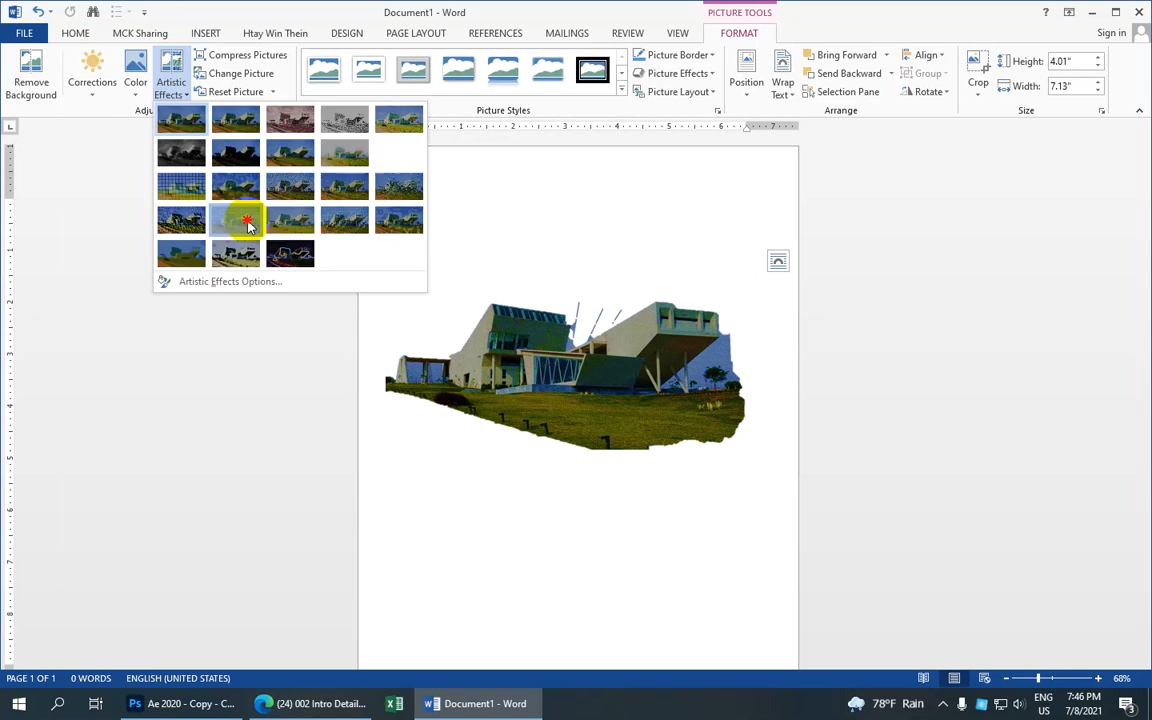 Document1 - Word
PICTURE TOOLS
?
FILE
HOME
MCK Sharing
INSERT
Htay Win Thein
DESIGN
PAGE LAYOUT
REFERENCES
MAILINGS
REVIEW
VIEW
FORMAT
Sign in
Remove
Background
Corrections
Color
Artistic
Effects
Compress Pictures
Change Picture
Reset Picture
Picture Border
Picture Effects
Picture Layout
Position
Wrap
Text
Bring Forward
Send Backward
Selection Pane
Align
Group
Rotate
Crop
Height: 4.01"
Width: 7.13"
Picture Styles
Arrange
Size
Artistic Effects Options...
PAGE 1 OF 1
0 WORDS
ENGLISH (UNITED STATES)
68%
Ae 2020 - Copy - C...
(24) 002 Intro Detail...
Document1 - Word
78°F Rain
ENG
US
7:46 PM
7/8/2021
3